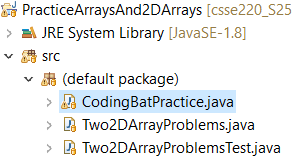 PracticeArraysAnd2DArrays [csse220_S25
JRE System Library [JavaSE-1.8]
src
(default package)
CodingBatPractice.java
Two2DArrayProblems.java
Two2DArrayProblemsTest.java